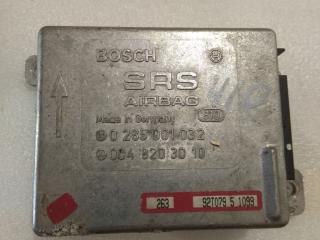 BOSCH
SRS
AIRBAG
Made in Germany
0 285 001 032
004 820 30 10
263 92T079 5 1099